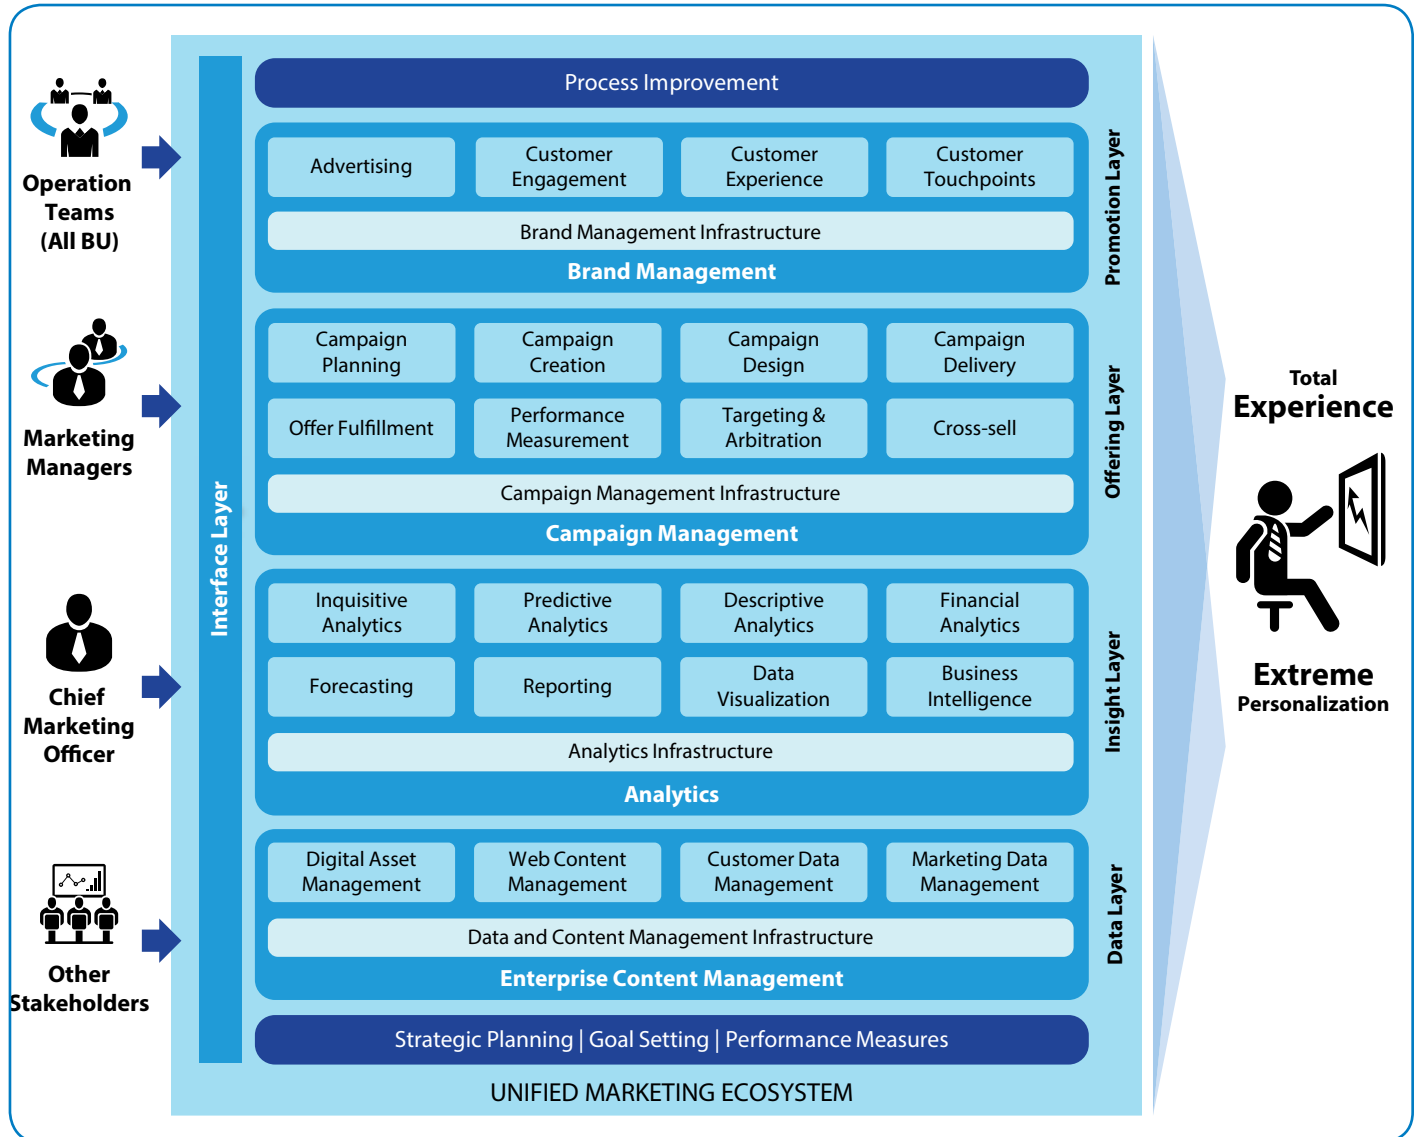 Operation
Teams
(All BU)
Marketing
Managers
Chief
Marketing
Officer
Other
Stakeholders
Interface Layer
Process Improvement
Advertising
Customer
Engagement
Customer
Experience
Customer
Touchpoints
Brand Management Infrastructure
Brand Management
Promotion Layer
Campaign
Planning
Campaign
Creation
Campaign
Design
Campaign
Delivery
Offer Fulfillment
Performance
Measurement
Targeting &
Arbitration
Cross-sell
Campaign Management Infrastructure
Campaign Management
Offering Layer
Inquisitive
Analytics
Predictive
Analytics
Descriptive
Analytics
Financial
Analytics
Forecasting
Reporting
Data
Visualization
Business
Intelligence
Analytics Infrastructure
Analytics
Insight Layer
Digital Asset
Management
Web Content
Management
Customer Data
Management
Marketing Data
Management
Data and Content Management Infrastructure
Enterprise Content Management
Data Layer
Strategic Planning | Goal Setting | Performance Measures
UNIFIED MARKETING ECOSYSTEM
Total
Experience
Extreme
Personalization